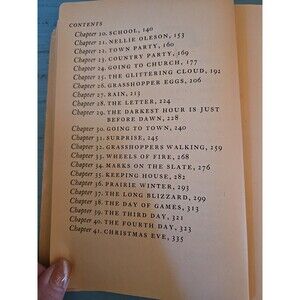 CONTENTS
Chapter 20. SCHOOL, 140
Chapter 21. NELLIE OLESON, 153
Chapter 22. TOWN PARTY, 160
Chapter 23. COUNTRY PARTY, 169
Chapter 24. GOING TO CHURCH, 177
Chapter 25. THE GLITTERING CLOUD, 192
Chapter 26. GRASSHOPPER EGGS, 206
Chapter 27. RAIN, 213
Chapter 28. THE LETTER, 224
Chapter 29. THE DARKEST HOUR IS JUST
BEFORE DAWN, 228
Chapter 30. GOING TO TOWN, 240
Chapter 31. SURPRISE, 245
Chapter 32. GRASSHOPPERS WALKING, 259
Chapter 33. WHEELS OF FIRE, 268
Chapter 34. MARKS ON THE SLATE, 276
Chapter 35. KEEPING HOUSE, 282
Chapter 36. PRAIRIE WINTER, 293
Chapter 37. THE LONG BLIZZARD, 299
Chapter 38. THE DAY OF GAMES, 313
Chapter 39. THE THIRD DAY, 321
Chapter 40. THE FOURTH DAY, 323
Chapter 41. CHRISTMAS EVE, 335